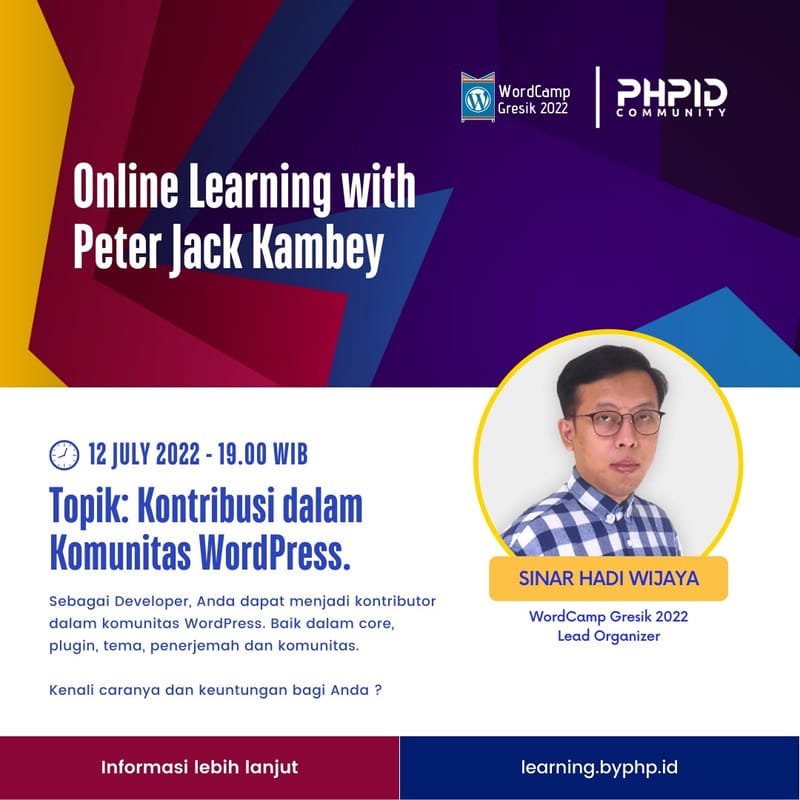 WordCamp
Gresik 2022
PHPID
COMMUNITY
Online Learning with
Peter Jack Kambey
12 JULY 2022 - 19.00 WIB
Topik: Kontribusi dalam
Komunitas WordPress.
Sebagai Developer, Anda dapat menjadi kontributor
dalam komunitas WordPress. Baik dalam core,
plugin, tema, penerjemah dan komunitas.
Kenali caranya dan keuntungan bagi Anda ?
SINAR HADI WIJAYA
WordCamp Gresik 2022
Lead Organizer
Informasi lebih lanjut
learning.byphp.id